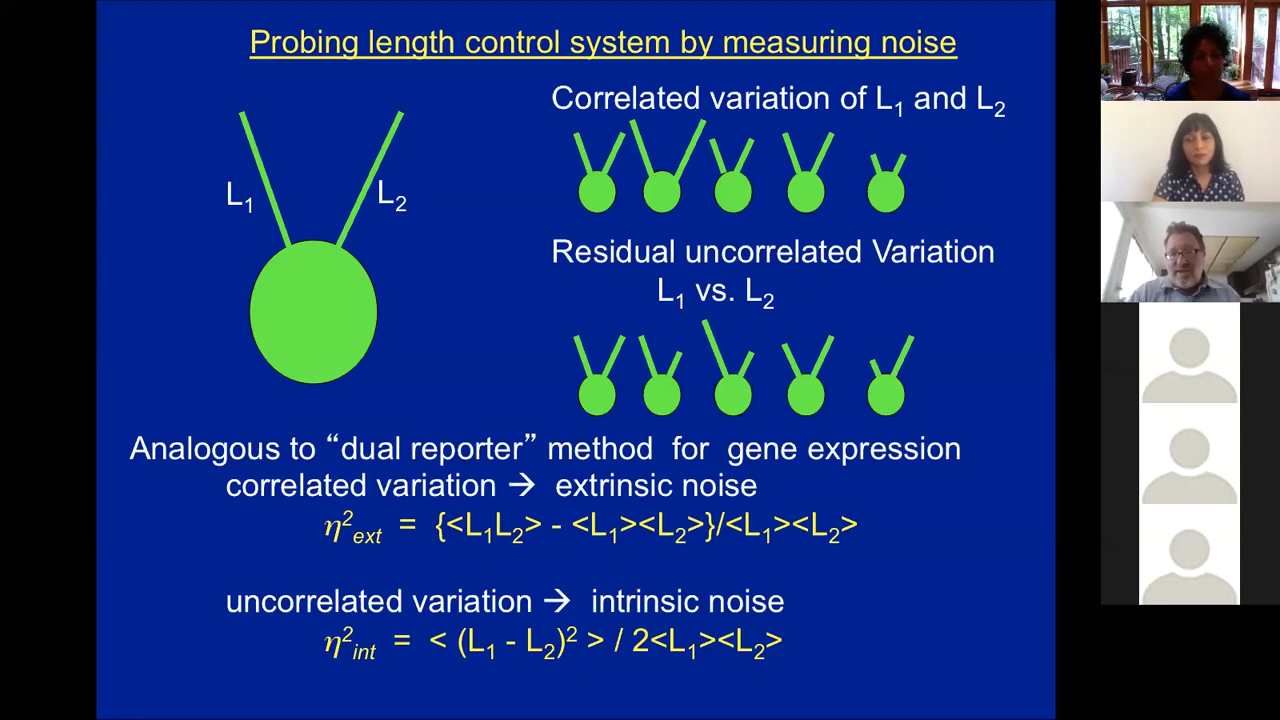 Probing length control system by measuring noise
Correlated variation of L₁ and L₂
L₁
L₂
Residual uncorrelated Variation
L₁ vs. L₂
Analogous to “dual reporter” method for gene expression
correlated variation → extrinsic noise
η²ext = {<L₁L₂> - <L₁><L₂>}/<L₁><L₂>
uncorrelated variation → intrinsic noise
η²int = < (L₁ - L₂)² > / 2<L₁><L₂>